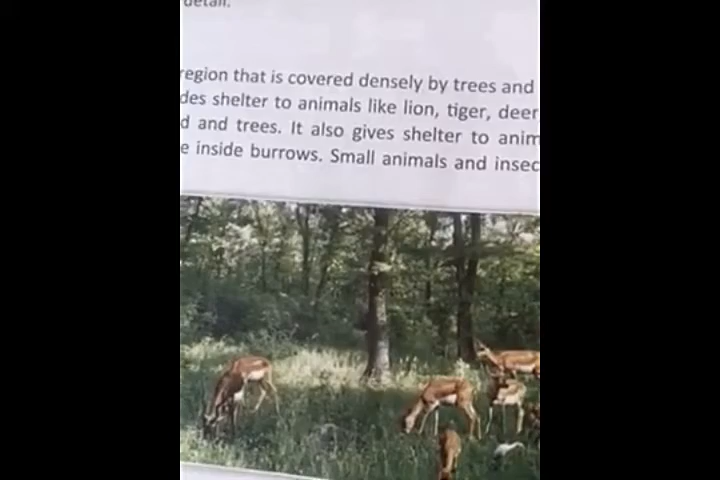 detail.
region that is covered densely by trees and
des shelter to animals like lion, tiger, deer
d and trees. It also gives shelter to anim
e inside burrows. Small animals and insec